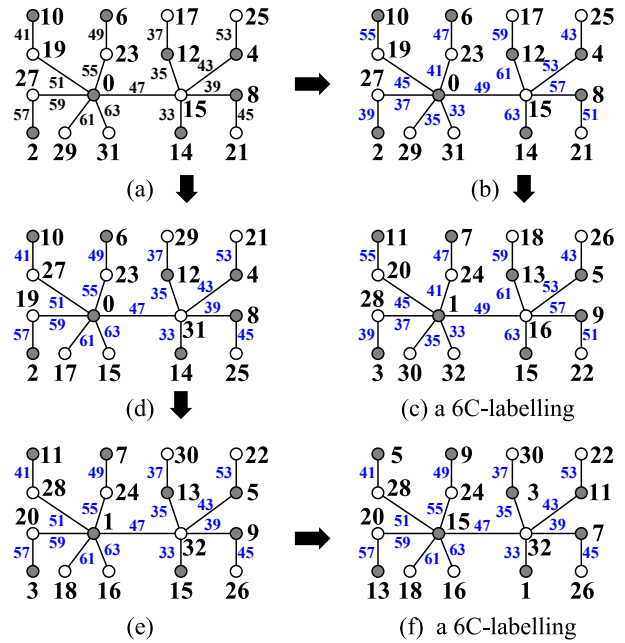 10 6 17 25
41 49 37 53
19 23 12 4
27 51 55 0 35 43 8
59 47 39
57 61 63 33 15 45
2 29 31 14 21
(a)
10 6 17 25
55 47 59 43
19 23 12 4
27 45 41 0 61 53 8
37 49 57
39 35 33 63 15 51
2 29 31 14 21
(b)
10 6 29 21
41 49 37 53
27 23 12 4
19 51 55 0 35 43 8
59 47 39
57 61 63 33 31 45
2 17 15 14 25
(d)
11 7 18 26
55 47 59 43
20 24 13 5
28 45 41 1 61 53 9
37 49 57
39 35 33 63 16 51
3 30 32 15 22
(c) a 6C-labelling
11 7 30 22
41 49 37 53
28 24 13 5
20 51 55 1 35 43 9
59 47 39
57 61 63 33 32 45
3 18 16 15 26
(e)
5 9 30 22
41 49 37 53
28 24 3 11
20 51 55 15 35 43 7
59 47 39
57 61 63 33 32 45
13 18 16 1 26
(f) a 6C-labelling